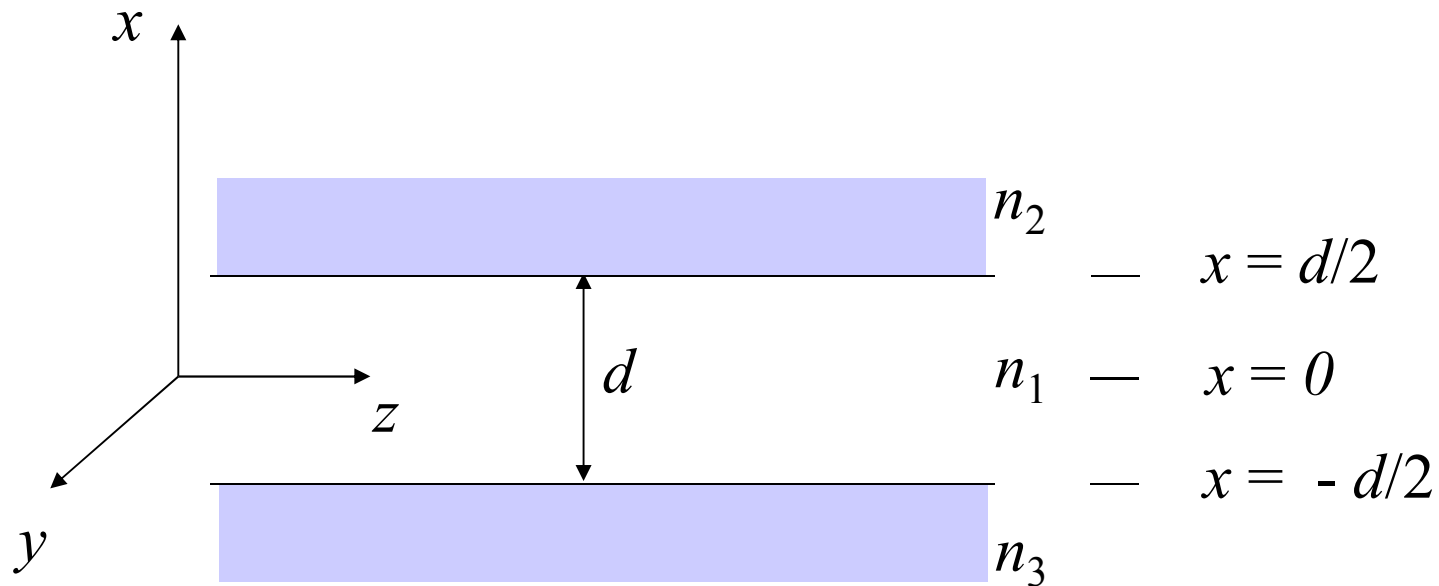 x
n₂
x = d/2
d
n₁
x = 0
z
x = - d/2
y
n₃